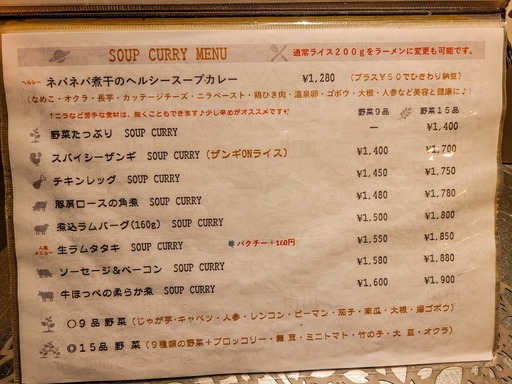 SOUP CURRY MENU
通常ライス200gをラーメンに変更も可能です。
ヘルシー ネバネバ煮干のヘルシースープカレー ¥1,280 (プラス¥50でひきわり納豆)
(なめこ・オクラ・長芋・カッテージチーズ・ニラペースト・鶏ひき肉・温泉卵・ゴボウ・大根・人参など美容と健康に♪)
↑ニラなど苦手な食材は、抜くこともできます♪少し辛めがオススメです↑ 野菜9品 野菜15品
野菜たっぷり SOUP CURRY — ¥1,400
スパイシーザンギ SOUP CURRY (ザンギONライス) ¥1,400 ¥1,700
チキンレッグ SOUP CURRY ¥1,450 ¥1,750
豚肩ロースの角煮 SOUP CURRY ¥1,480 ¥1,780
煮込ラムバーグ(160g) SOUP CURRY ¥1,500 ¥1,800
人気メニュー 生ラムタタキ SOUP CURRY パクチー+160円 ¥1,550 ¥1,850
ソーセージ&ベーコン SOUP CURRY ¥1,580 ¥1,880
牛ほっぺの柔らか煮 SOUP CURRY ¥1,600 ¥1,900
○9品 野菜(じゃが芋・キャベツ・人参・レンコン・ピーマン・茄子・南瓜・大根・揚ゴボウ)
◎15品 野菜(9種類の野菜+ブロッコリー・舞茸・ミニトマト・竹の子・大豆・オクラ)